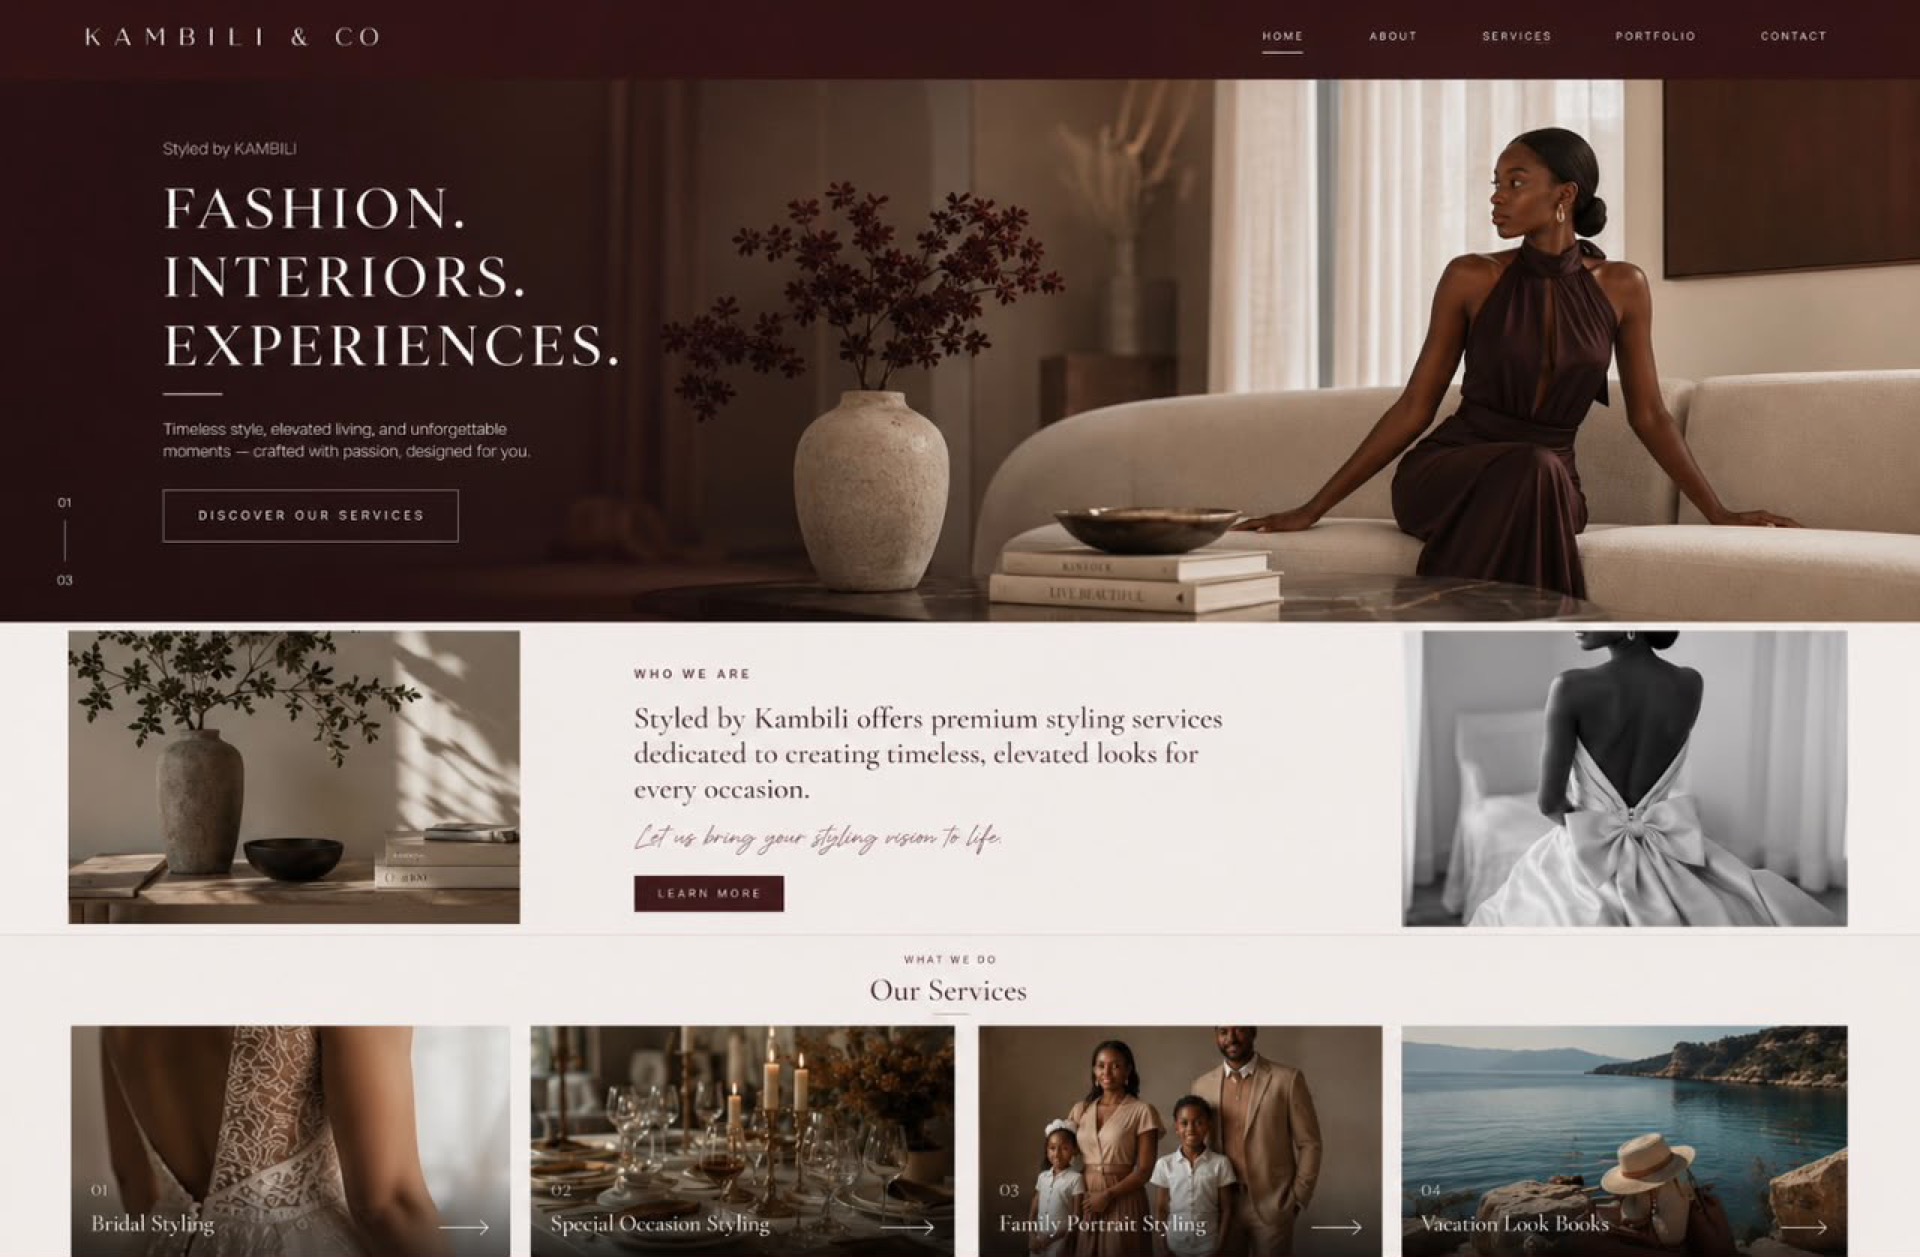 KAMBILI & CO
HOME
ABOUT
SERVICES
PORTFOLIO
CONTACT
Styled by KAMBILI
FASHION.
INTERIORS.
EXPERIENCES.
Timeless style, elevated living, and unforgettable
moments — crafted with passion, designed for you.
DISCOVER OUR SERVICES
01
03
KINFOLK
LIVE BEAUTIFUL
WHO WE ARE
Styled by Kambili offers premium styling services
dedicated to creating timeless, elevated looks for
every occasion.
Let us bring your styling vision to life.
LEARN MORE
WHAT WE DO
Our Services
01
Bridal Styling
02
Special Occasion Styling
03
Family Portrait Styling
04
Vacation Look Books